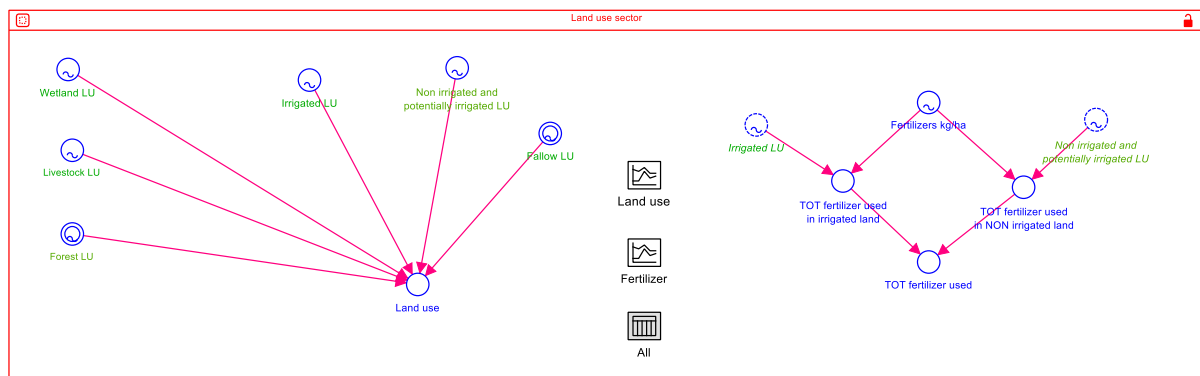 Land use sector
Wetland LU
Irrigated LU
Non irrigated and
potentially irrigated LU
Fallow LU
Livestock LU
Forest LU
Land use
Land use
Fertilizer
All
Fertilizers kg/ha
Irrigated LU
Non irrigated and
potentially irrigated LU
TOT fertilizer used
in irrigated land
TOT fertilizer used
in NON irrigated land
TOT fertilizer used